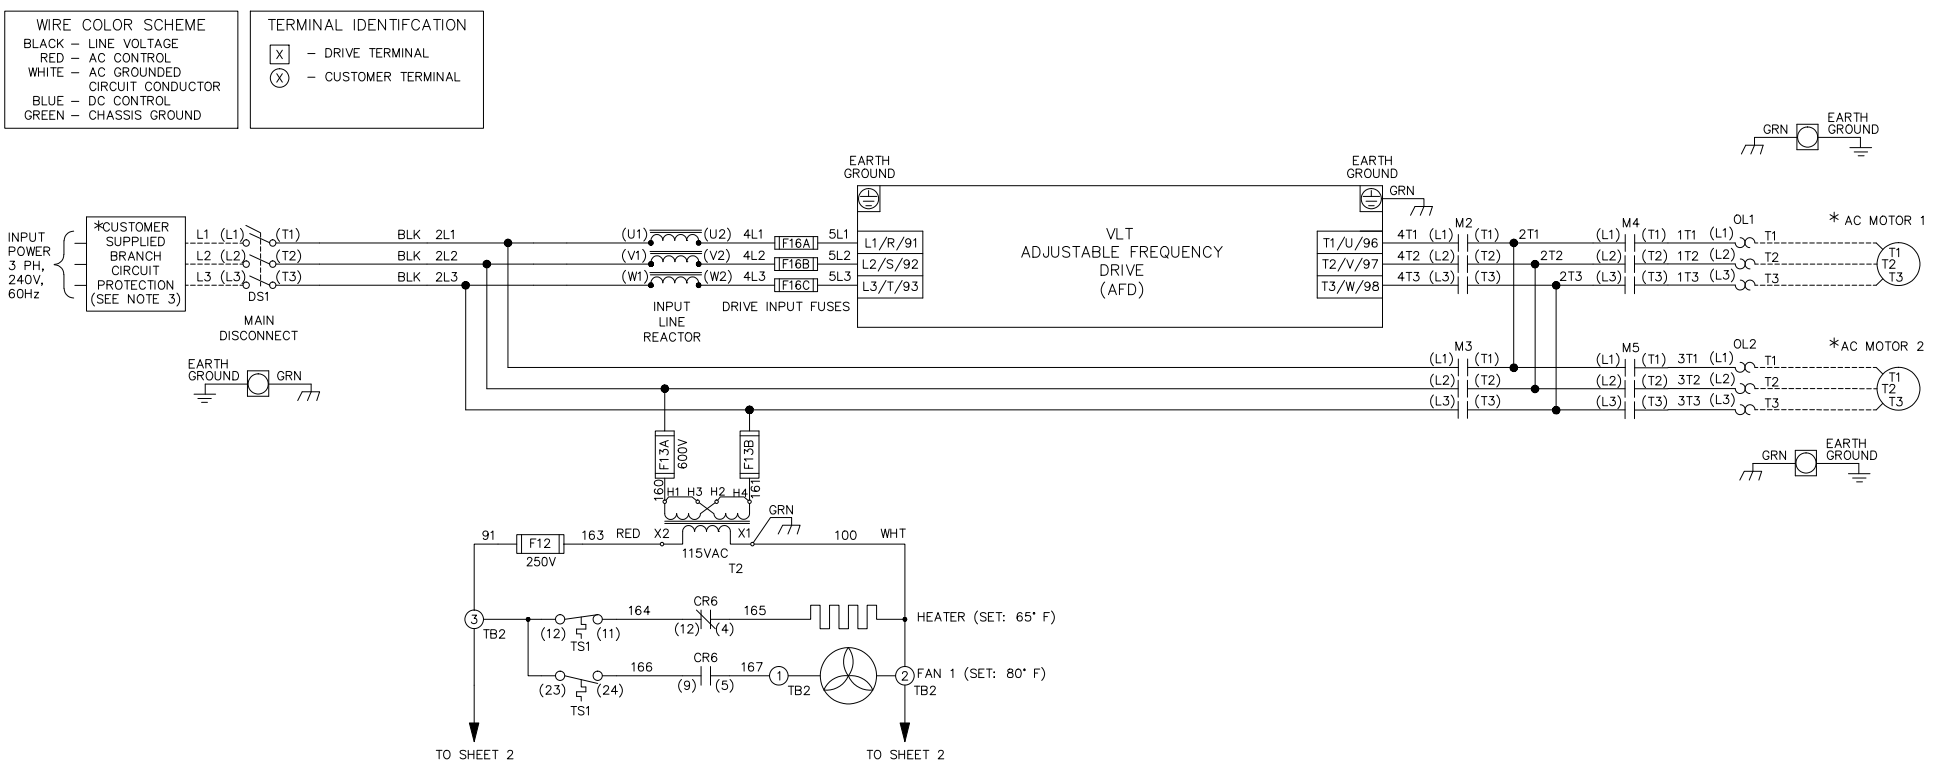 WIRE COLOR SCHEME
BLACK – LINE VOLTAGE
RED – AC CONTROL
WHITE – AC GROUNDED
CIRCUIT CONDUCTOR
BLUE – DC CONTROL
GREEN – CHASSIS GROUND
TERMINAL IDENTIFCATION
X – DRIVE TERMINAL
X – CUSTOMER TERMINAL
GRN
EARTH
GROUND
EARTH
GROUND
EARTH
GROUND
GRN
INPUT
POWER
3 PH,
240V,
60Hz
*CUSTOMER
SUPPLIED
BRANCH
CIRCUIT
PROTECTION
(SEE NOTE 3)
L1 (L1) (T1) BLK 2L1 (U1) (U2) 4L1 F16A 5L1 L1/R/91
L2 (L2) (T2) BLK 2L2 (V1) (V2) 4L2 F16B 5L2 L2/S/92
L3 (L3) (T3) BLK 2L3 (W1) (W2) 4L3 F16C 5L3 L3/T/93
DS1
MAIN
DISCONNECT
INPUT
LINE
REACTOR
DRIVE INPUT FUSES
VLT
ADJUSTABLE FREQUENCY
DRIVE
(AFD)
M2 M4 OL1 * AC MOTOR 1
T1/U/96 4T1 (L1) (T1) 2T1 (L1) (T1) 1T1 (L1) T1
T2/V/97 4T2 (L2) (T2) 2T2 (L2) (T2) 1T2 (L2) T2
T3/W/98 4T3 (L3) (T3) 2T3 (L3) (T3) 1T3 (L3) T3
T1
T2
T3
EARTH
GROUND
GRN
M3 M5 OL2 *AC MOTOR 2
(L1) (T1) (L1) (T1) 3T1 (L1) T1
(L2) (T2) (L2) (T2) 3T2 (L2) T2
(L3) (T3) (L3) (T3) 3T3 (L3) T3
T1
T2
T3
GRN
EARTH
GROUND
F13A
600V
F13B
160
H1 H3 H2 H4
161
GRN
91 F12 163 RED X2 X1 100 WHT
250V
115VAC
T2
3
TB2
(12) (11) 164 CR6 (12) (4) 165 HEATER (SET: 65° F)
TS1
(23) (24) 166 CR6 (9) (5) 167 1 TB2 2 TB2 FAN 1 (SET: 80° F)
TS1
TO SHEET 2
TO SHEET 2